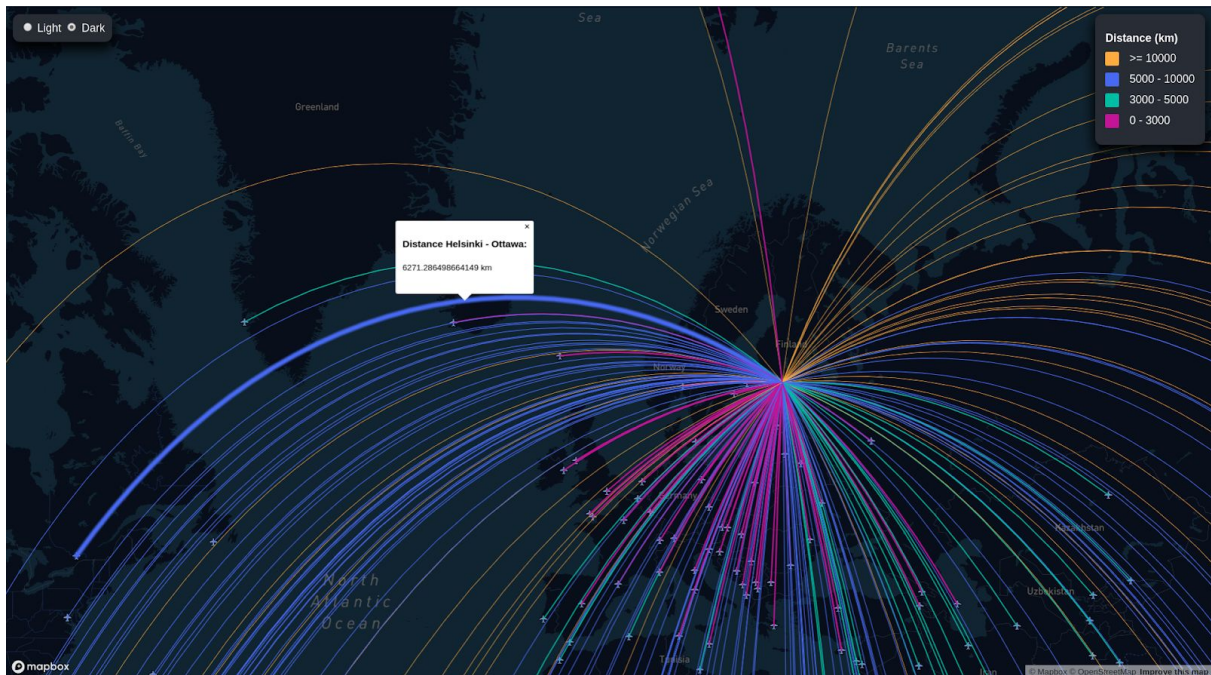 Light Dark
Sea
Barents
Sea
Distance (km)
>= 10000
5000 - 10000
3000 - 5000
0 - 3000
Greenland
Baffin Bay
Norwegian Sea
×
Distance Helsinki - Ottawa:
6271.286498664149 km
Sweden
Finland
Norway
Germany
Kazakhstan
North
Atlantic
Ocean
Uzbekistan
Tunisia
Iran
mapbox
© Mapbox © OpenStreetMap Improve this map